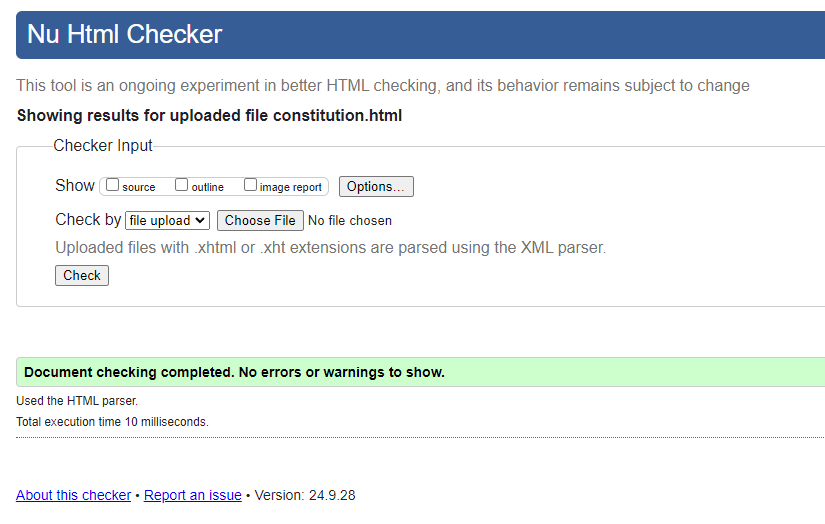 Nu Html Checker
This tool is an ongoing experiment in better HTML checking, and its behavior remains subject to change
Showing results for uploaded file constitution.html
Checker Input
Show source outline image report Options...
Check by file upload Choose File No file chosen
Uploaded files with .xhtml or .xht extensions are parsed using the XML parser.
Check
Document checking completed. No errors or warnings to show.
Used the HTML parser.
Total execution time 10 milliseconds.
About this checker • Report an issue • Version: 24.9.28